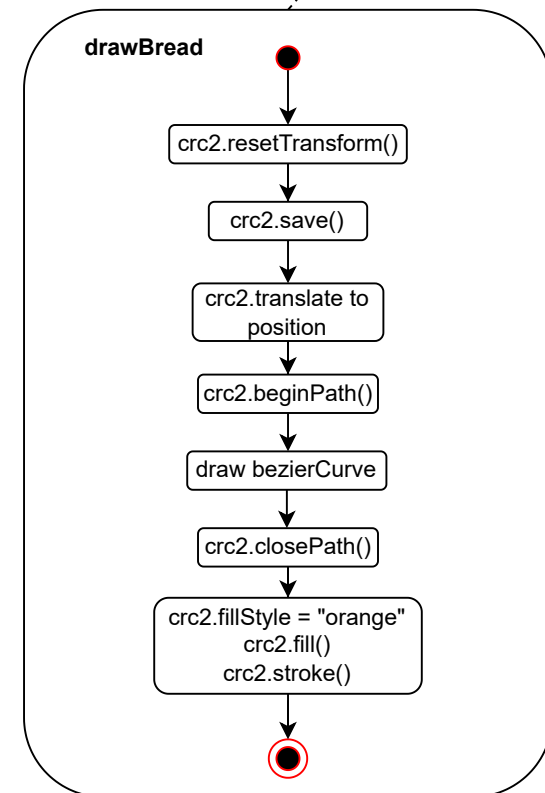 drawBread
crc2.resetTransform()
crc2.save()
crc2.translate to
position
crc2.beginPath()
draw bezierCurve
crc2.closePath()
crc2.fillStyle = "orange"
crc2.fill()
crc2.stroke()